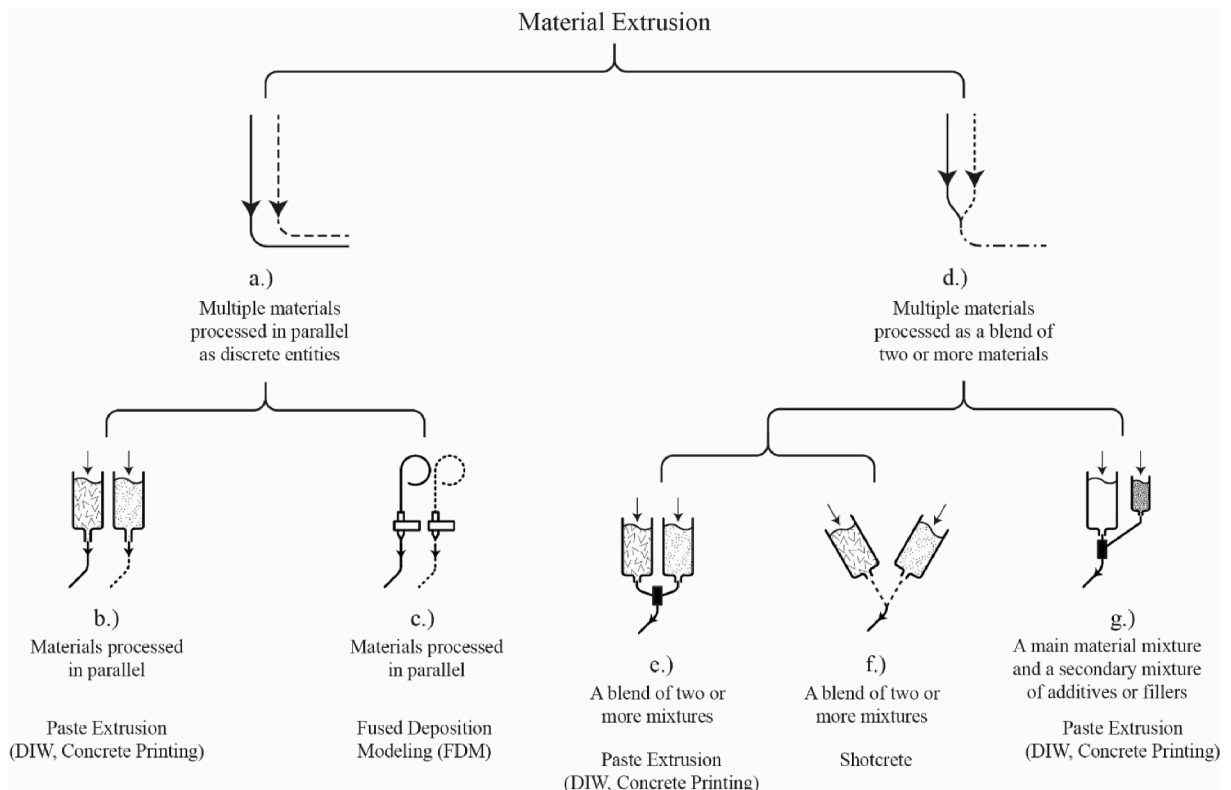 Material Extrusion
a.)
Multiple materials
processed in parallel
as discrete entities
d.)
Multiple materials
processed as a blend of
two or more materials
b.)
Materials processed
in parallel
Paste Extrusion
(DIW, Concrete Printing)
c.)
Materials processed
in parallel
Fused Deposition
Modeling (FDM)
e.)
A blend of two or
more mixtures
Paste Extrusion
(DIW, Concrete Printing)
f.)
A blend of two or
more mixtures
Shotcrete
g.)
A main material mixture
and a secondary mixture
of additives or fillers
Paste Extrusion
(DIW, Concrete Printing)